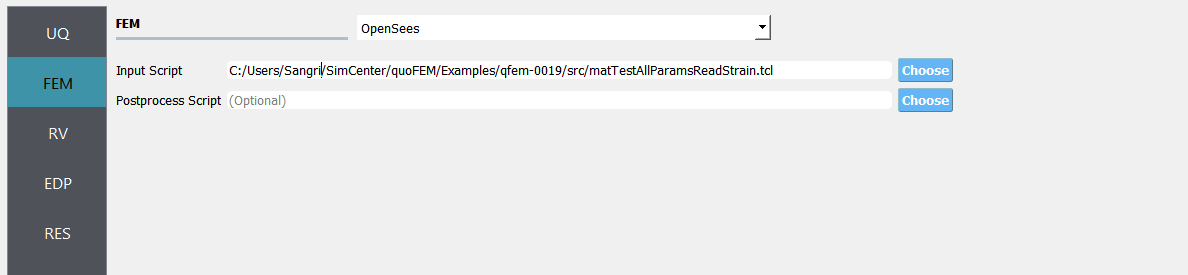 UQ
FEM
RV
EDP
RES
FEM OpenSees
Input Script C:/Users/Sangri/SimCenter/quoFEM/Examples/qfem-0019/src/matTestAllParamsReadStrain.tcl Choose
Postprocess Script (Optional) Choose